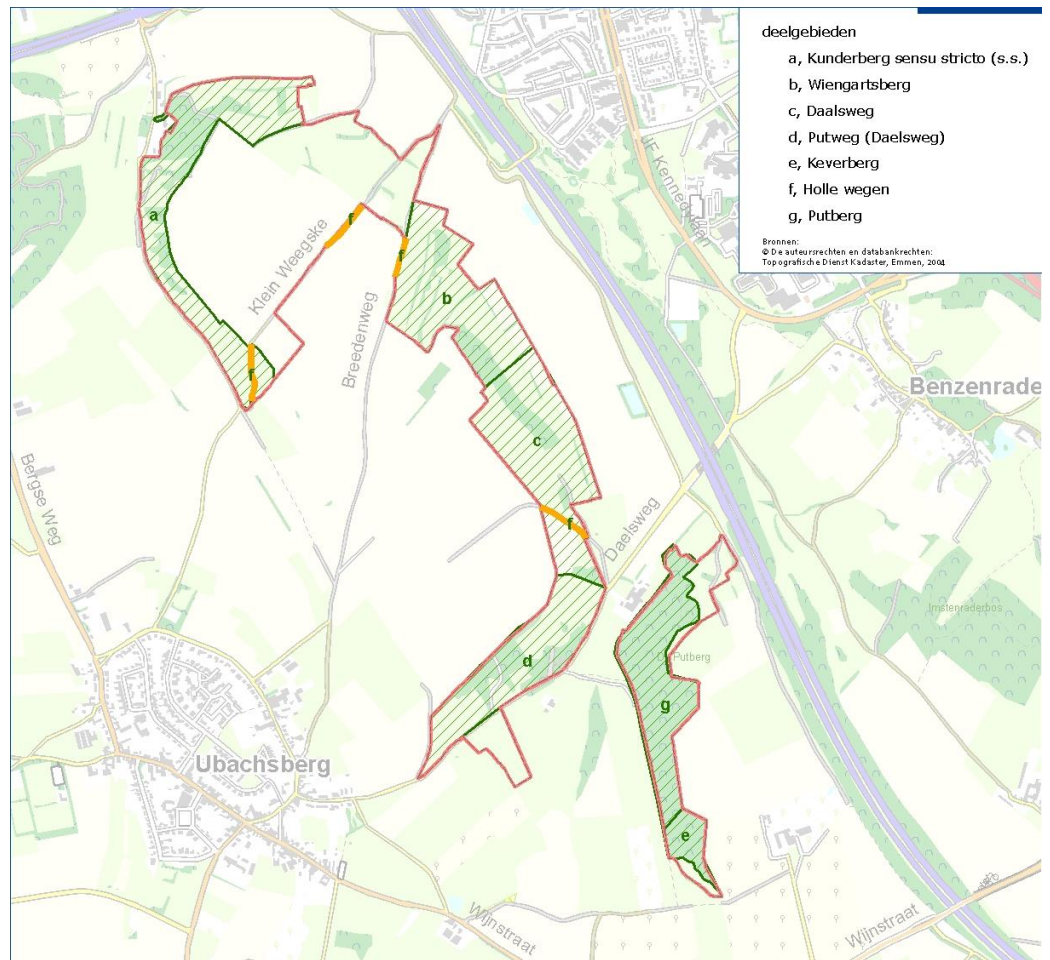 deelgebieden
a, Kunderberg sensu stricto (s.s.)
b, Wiengartsberg
c, Daalsweg
d, Putweg (Daelsweg)
e, Keverberg
f, Holle wegen
g, Putberg
Bronnen:
© De auteursrechten en databankrechten:
Topografische Dienst Kadaster, Emmen, 2004
JF Kennedylaan
a
f
Klein Weegske
f
b
Breedenweg
f
Benzenrade
c
Bergse Weg
f
Daelsweg
Imstenraderbos
d
Putberg
g
Ubachsberg
e
Wijnstraat
Wijnstraat